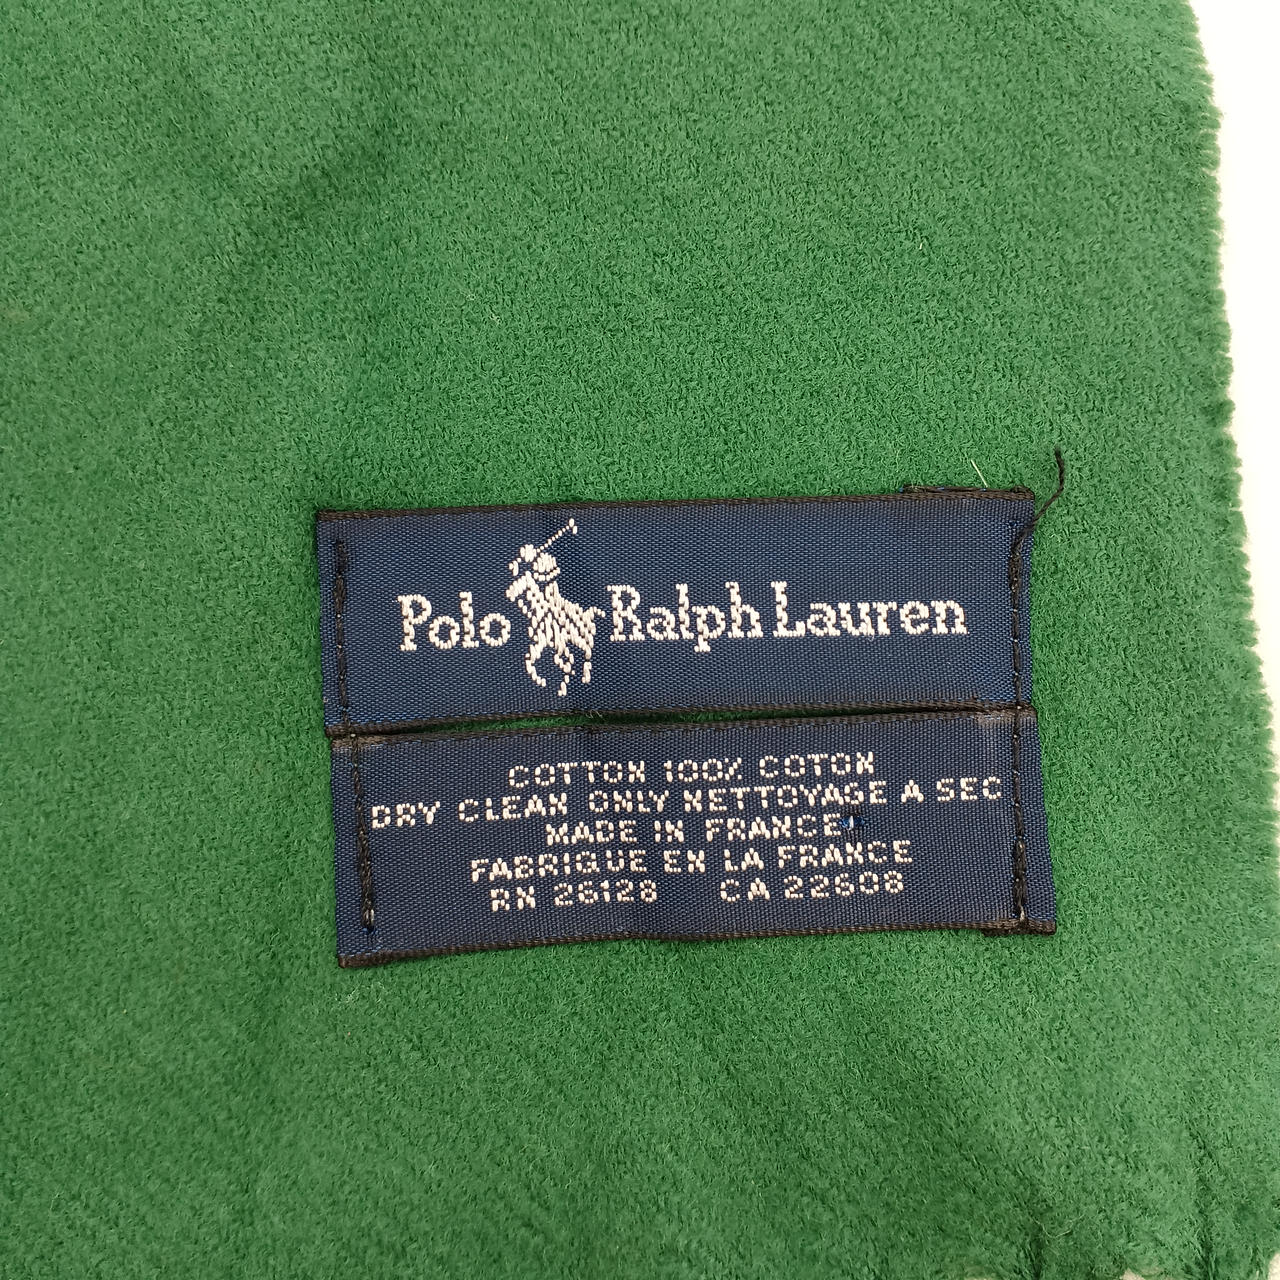 Polo Ralph Lauren
COTTON 100% COTON
DRY CLEAN ONLY NETTOYAGE A SEC
MADE IN FRANCE
FABRIQUE EN LA FRANCE
RN 26128 CA 22608